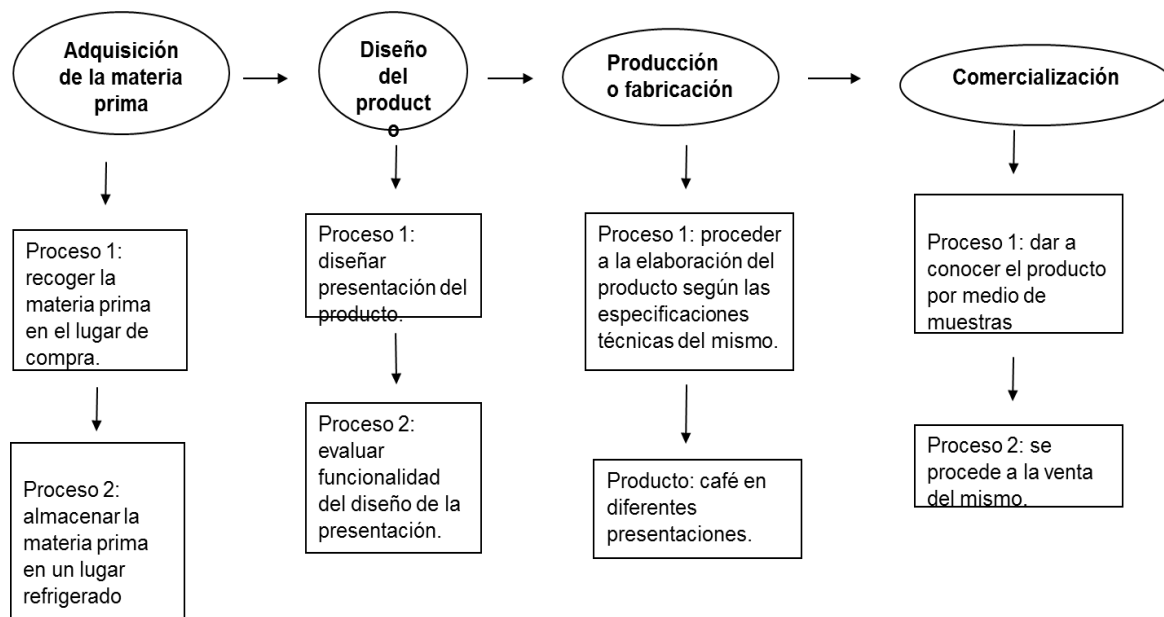 Adquisición
de la materia
prima
Diseño
del
product
o
Producción
o fabricación
Comercialización
Proceso 1:
recoger la
materia prima
en el lugar de
compra.
Proceso 2:
almacenar la
materia prima
en un lugar
refrigerado
Proceso 1:
diseñar
presentación del
producto.
Proceso 2:
evaluar
funcionalidad
del diseño de la
presentación.
Proceso 1: proceder
a la elaboración del
producto según las
especificaciones
técnicas del mismo.
Producto: café en
diferentes
presentaciones.
Proceso 1: dar a
conocer el producto
por medio de
muestras
Proceso 2: se
procede a la venta
del mismo.